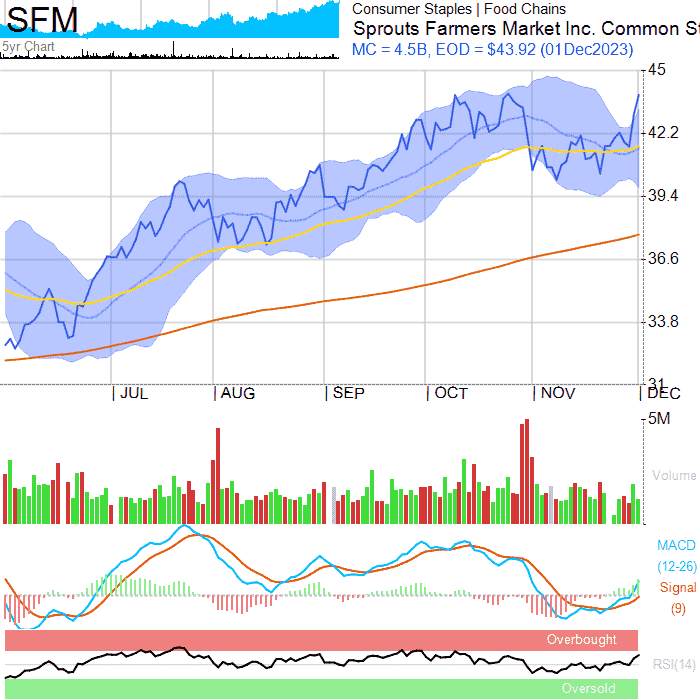 SFM
5yr Chart
Consumer Staples | Food Chains
Sprouts Farmers Market Inc. Common St
MC = 4.5B, EOD = $43.92 (01Dec2023)
45
42.2
39.4
36.6
33.8
31
| JUL | AUG | SEP | OCT | NOV | DEC
5M
Volume
MACD
(12-26)
Signal
(9)
Overbought
RSI(14)
Oversold